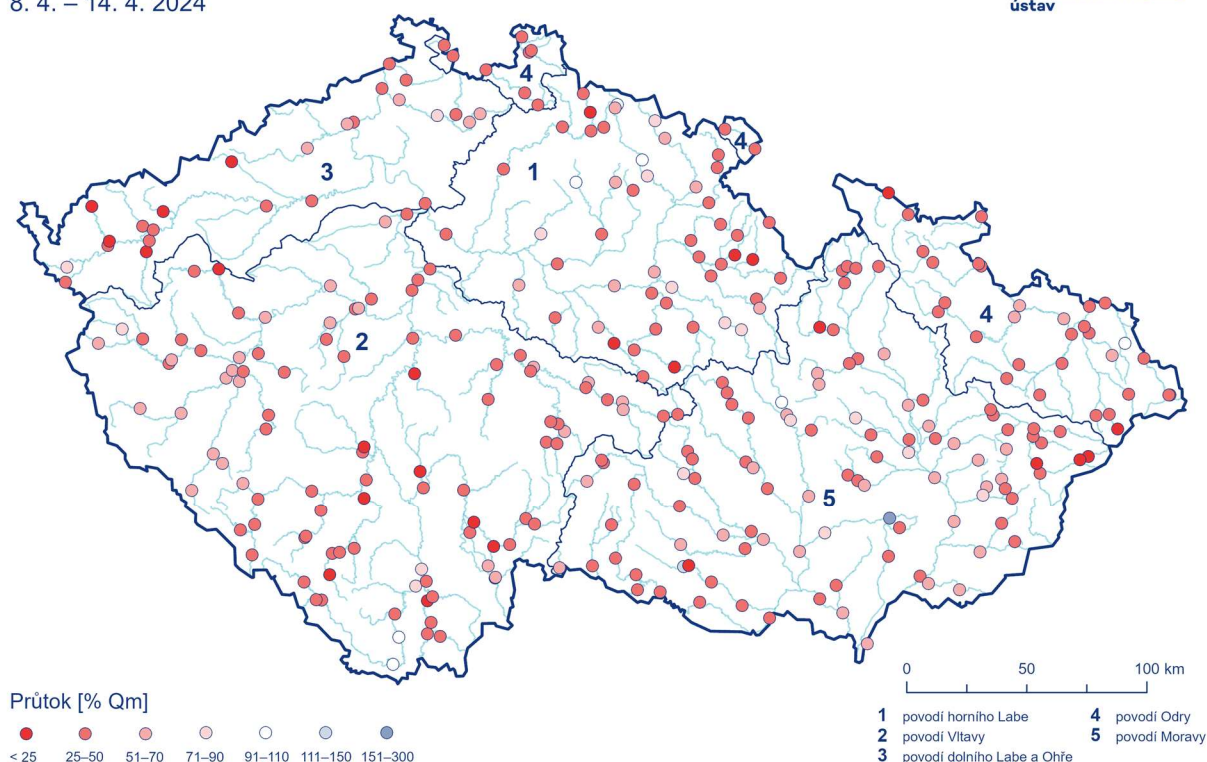 8. 4. – 14. 4. 2024
ústav
4
4
3
1
2
4
5
0 50 100 km
Průtok [% Qm]
< 25 25–50 51–70 71–90 91–110 111–150 151–300
1 povodí horního Labe
2 povodí Vltavy
3 povodí dolního Labe a Ohře
4 povodí Odry
5 povodí Moravy